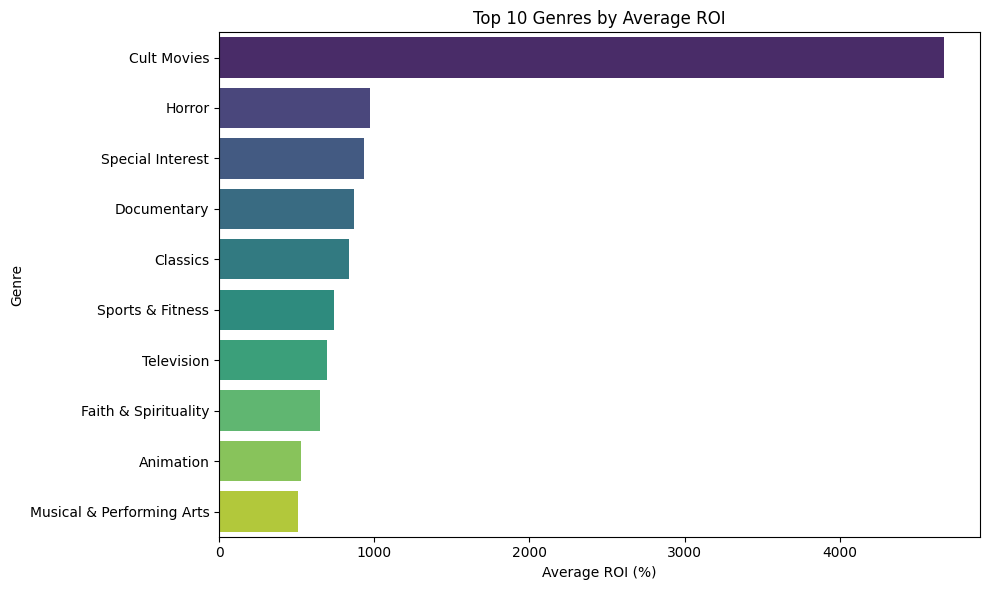 Top 10 Genres by Average ROI
Genre
Cult Movies
Horror
Special Interest
Documentary
Classics
Sports & Fitness
Television
Faith & Spirituality
Animation
Musical & Performing Arts
0 1000 2000 3000 4000
Average ROI (%)